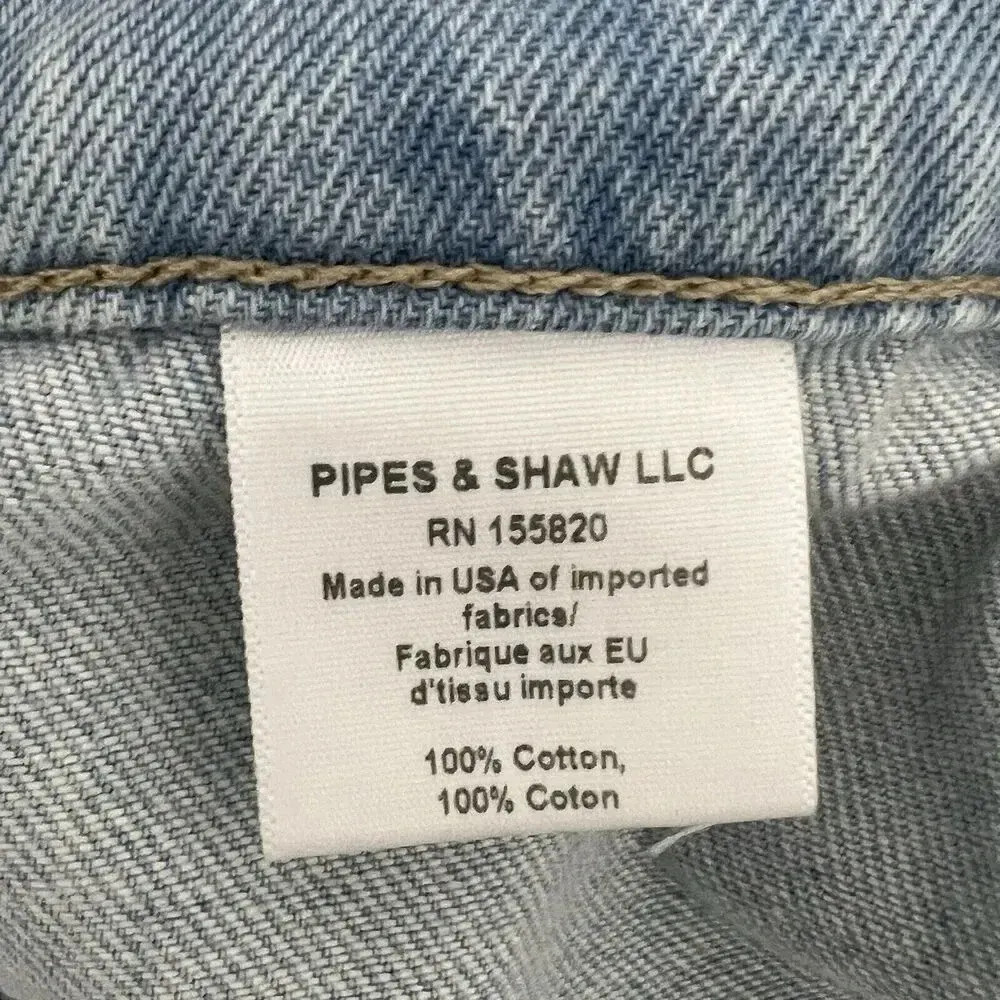 PIPES & SHAW LLC
RN 155820
Made in USA of imported
fabrics/
Fabrique aux EU
d'tissu importe
100% Cotton,
100% Coton